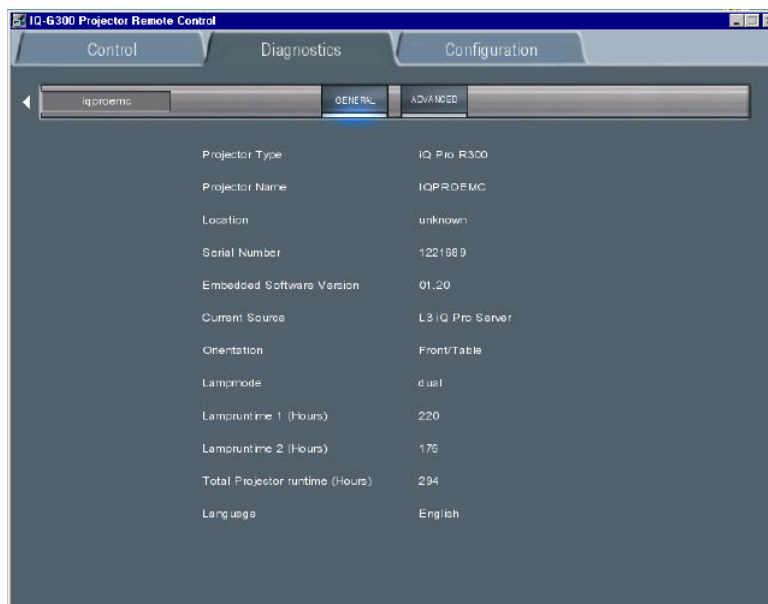 IQ-G300 Projector Remote Control
Control Diagnostics Configuration
iqproemc GENERAL ADVANCED
Projector Type iQ Pro R300
Projector Name IQPROEMC
Location unknown
Serial Number 1221689
Embedded Software Version 01.20
Current Source L3 iQ Pro Server
Orientation Front/Table
Lampmode dual
Lampruntime 1 (Hours) 220
Lampruntime 2 (Hours) 176
Total Projector runtime (Hours) 294
Language English